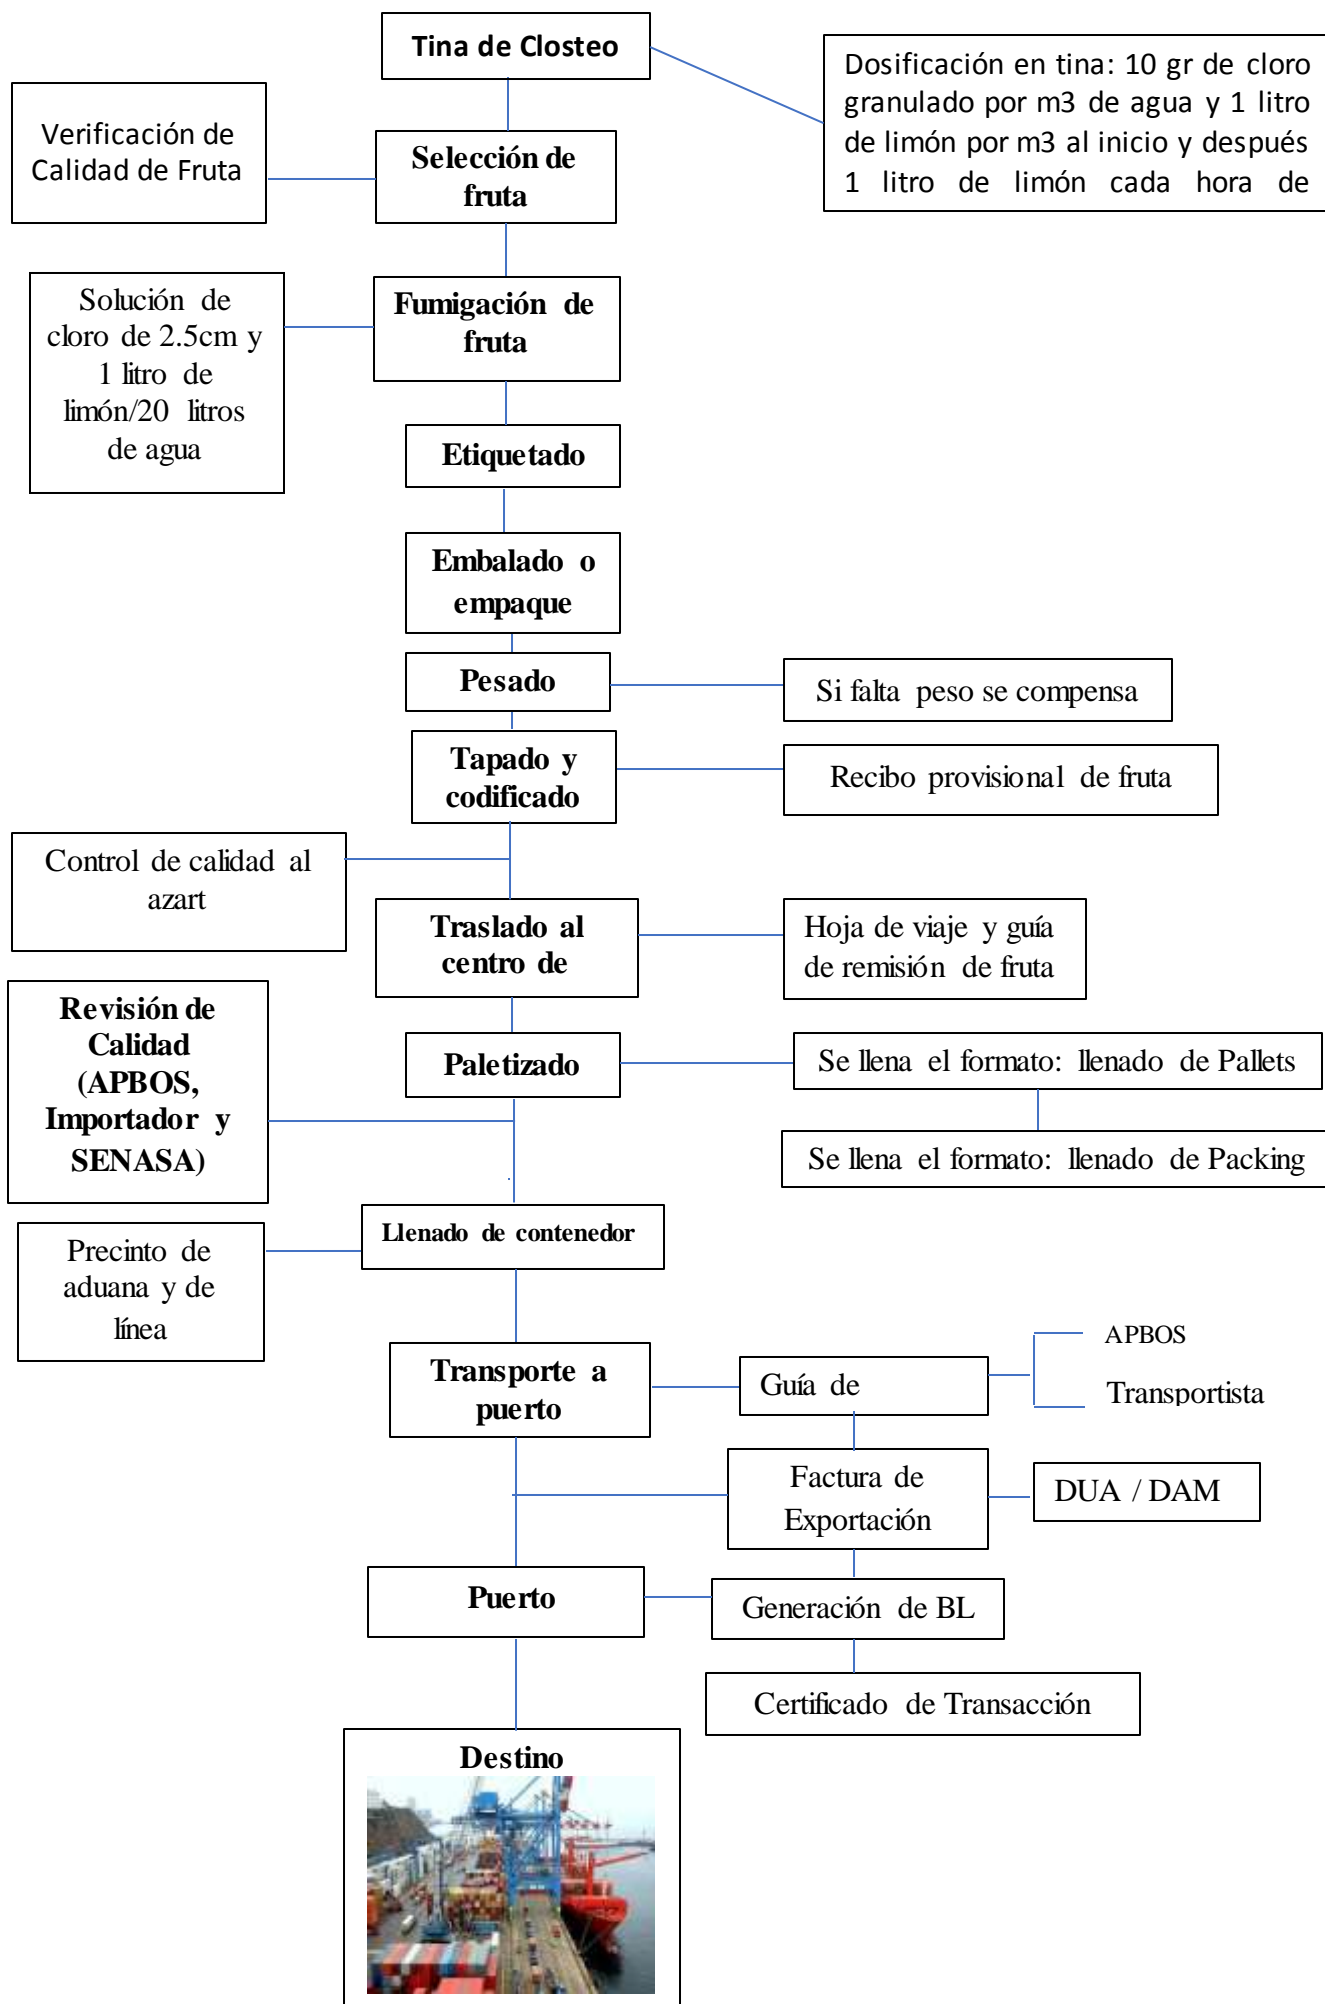 Tina de Closteo
Dosificación en tina: 10 gr de cloro
granulado por m3 de agua y 1 litro
de limón por m3 al inicio y después
1 litro de limón cada hora de
Verificación de
Calidad de Fruta
Selección de
fruta
Solución de
cloro de 2.5cm y
1 litro de
limón/20 litros
de agua
Fumigación de
fruta
Etiquetado
Embalado o
empaque
Pesado
Si falta peso se compensa
Tapado y
codificado
Recibo provisional de fruta
Control de calidad al
azart
Traslado al
centro de
Hoja de viaje y guía
de remisión de fruta
Revisión de
Calidad
(APBOS,
Importador y
SENASA)
Paletizado
Se llena el formato: llenado de Pallets
Se llena el formato: llenado de Packing
Llenado de contenedor
Precinto de
aduana y de
línea
Transporte a
puerto
Guía de
APBOS
Transportista
Factura de
Exportación
DUA / DAM
Puerto
Generación de BL
Certificado de Transacción
Destino